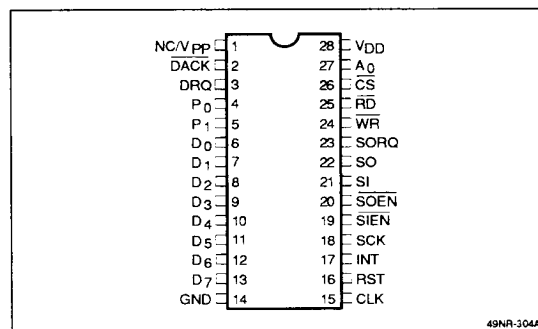 NC/VPP 1 28 VDD
DACK 2 27 A0
DRQ 3 26 CS
P0 4 25 RD
P1 5 24 WR
D0 6 23 SORQ
D1 7 22 SO
D2 8 21 SI
D3 9 20 SOEN
D4 10 19 SIEN
D5 11 18 SCK
D6 12 17 INT
D7 13 16 RST
GND 14 15 CLK
49NR-304A